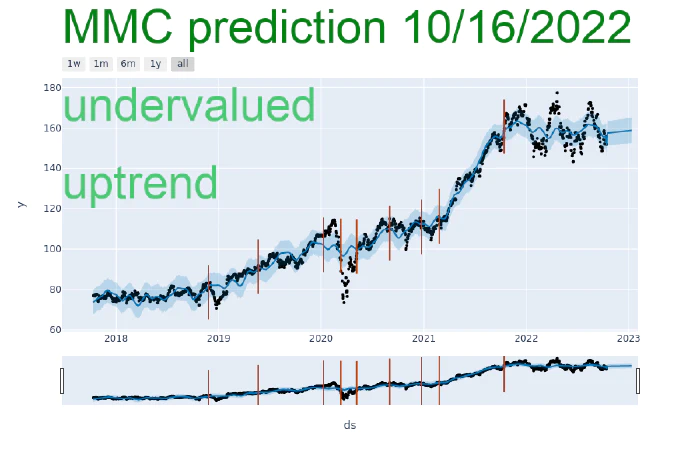 MMC prediction 10/16/2022
1w 1m 6m 1y all
undervalued
uptrend
180
160
140
120
100
80
60
y
2018 2019 2020 2021 2022 2023
ds